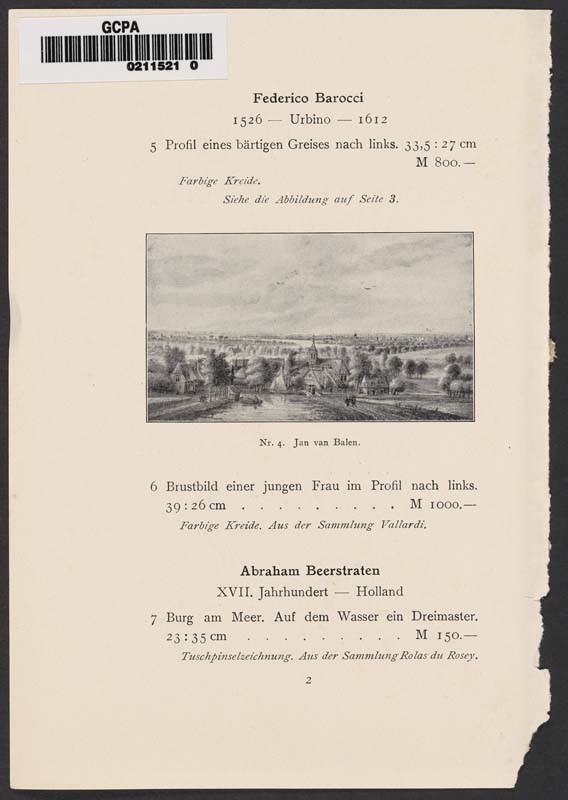 GCPA
0211521 0
Federico Barocci
1526 — Urbino — 1612
5 Profil eines bärtigen Greises nach links. 33,5 : 27 cm
M 800.—
Farbige Kreide.
Siehe die Abbildung auf Seite 3.
Nr. 4. Jan van Balen.
6 Brustbild einer jungen Frau im Profil nach links.
39 : 26 cm . . . . . . . . . M 1000.—
Farbige Kreide. Aus der Sammlung Vallardi.
Abraham Beerstraten
XVII. Jahrhundert — Holland
7 Burg am Meer. Auf dem Wasser ein Dreimaster.
23 : 35 cm . . . . . . . . . M 150.—
Tuschpinselzeichnung. Aus der Sammlung Rolas du Rosey.
2